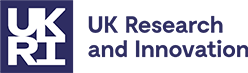 UK
RI
UK Research
and Innovation